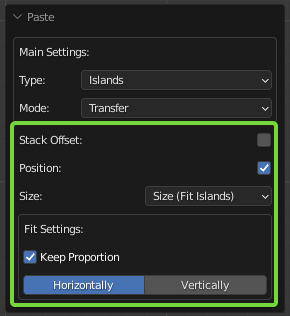 Paste
Main Settings:
Type: Islands
Mode: Transfer
Stack Offset:
Position:
Size: Size (Fit Islands)
Fit Settings:
Keep Proportion
Horizontally Vertically